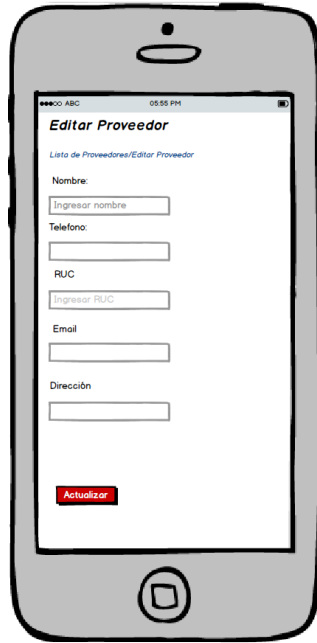 ABC 05:55 PM
Editar Proveedor
Lista de Proveedores/Editar Proveedor
Nombre:
Ingresar nombre
Telefono:
RUC
Ingresar RUC
Email
Dirección
Actualizar